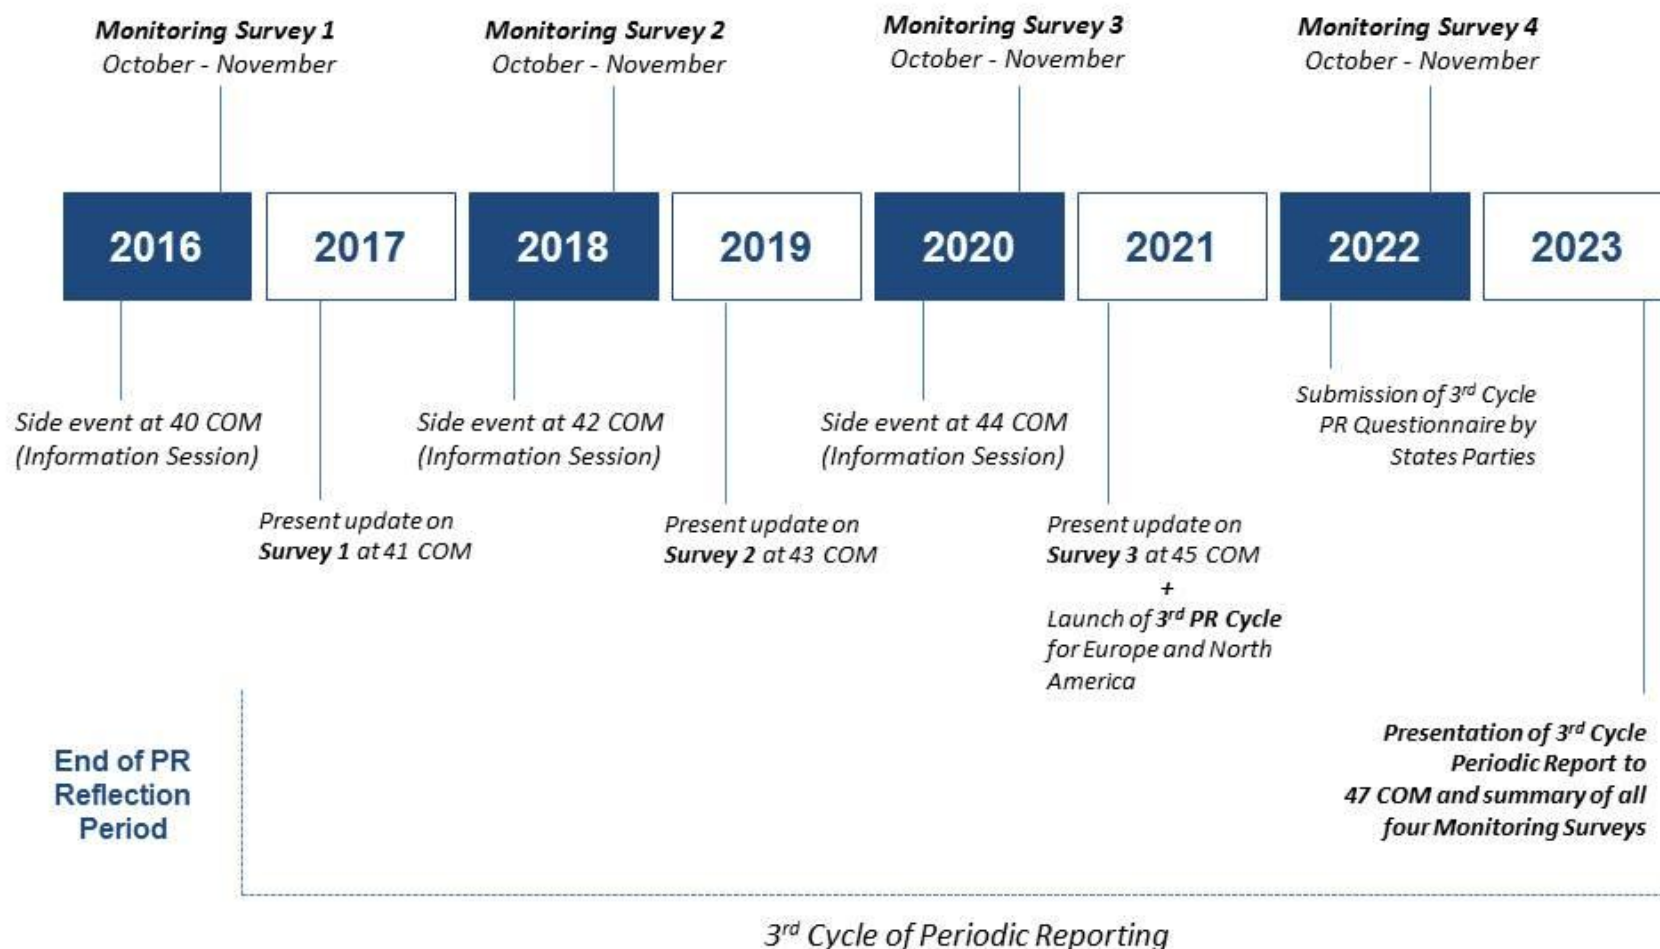 Monitoring Survey 1
October - November
Monitoring Survey 2
October - November
Monitoring Survey 3
October - November
Monitoring Survey 4
October - November
2016
2017
2018
2019
2020
2021
2022
2023
Side event at 40 COM
(Information Session)
Present update on
Survey 1 at 41 COM
Side event at 42 COM
(Information Session)
Present update on
Survey 2 at 43 COM
Side event at 44 COM
(Information Session)
Present update on
Survey 3 at 45 COM
+
Launch of 3rd PR Cycle
for Europe and North
America
Submission of 3rd Cycle
PR Questionnaire by
States Parties
Presentation of 3rd Cycle
Periodic Report to
47 COM and summary of all
four Monitoring Surveys
End of PR
Reflection
Period
3rd Cycle of Periodic Reporting